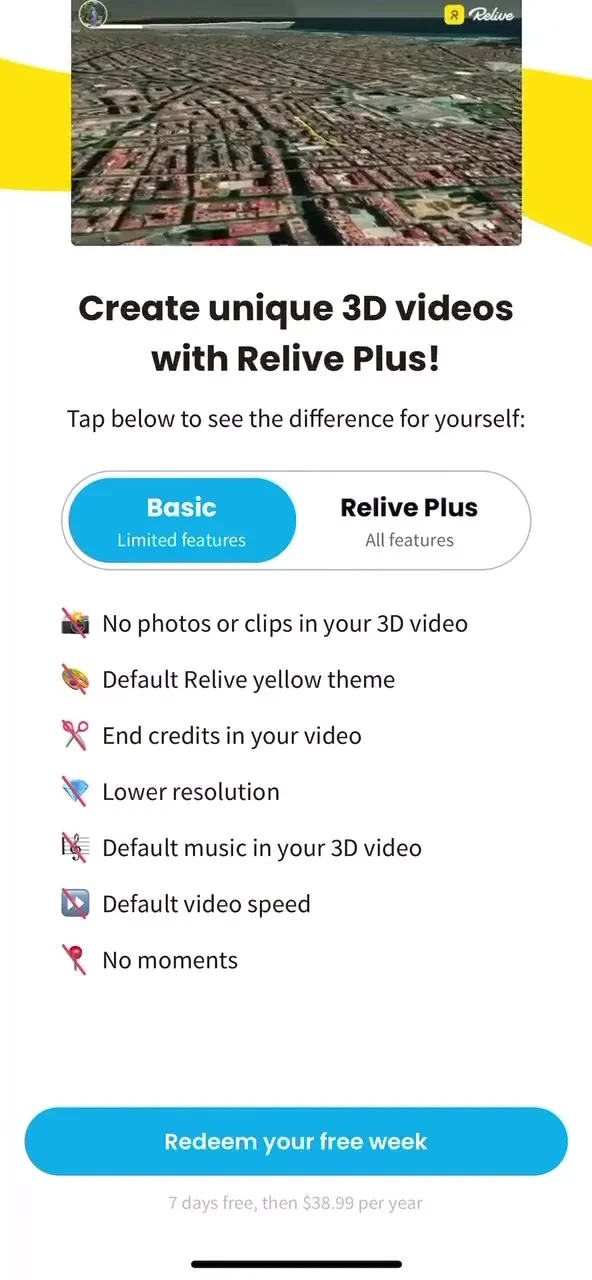 Relive
Create unique 3D videos
with Relive Plus!
Tap below to see the difference for yourself:
Basic
Limited features
Relive Plus
All features
No photos or clips in your 3D video
Default Relive yellow theme
End credits in your video
Lower resolution
Default music in your 3D video
Default video speed
No moments
Redeem your free week
7 days free, then $38.99 per year